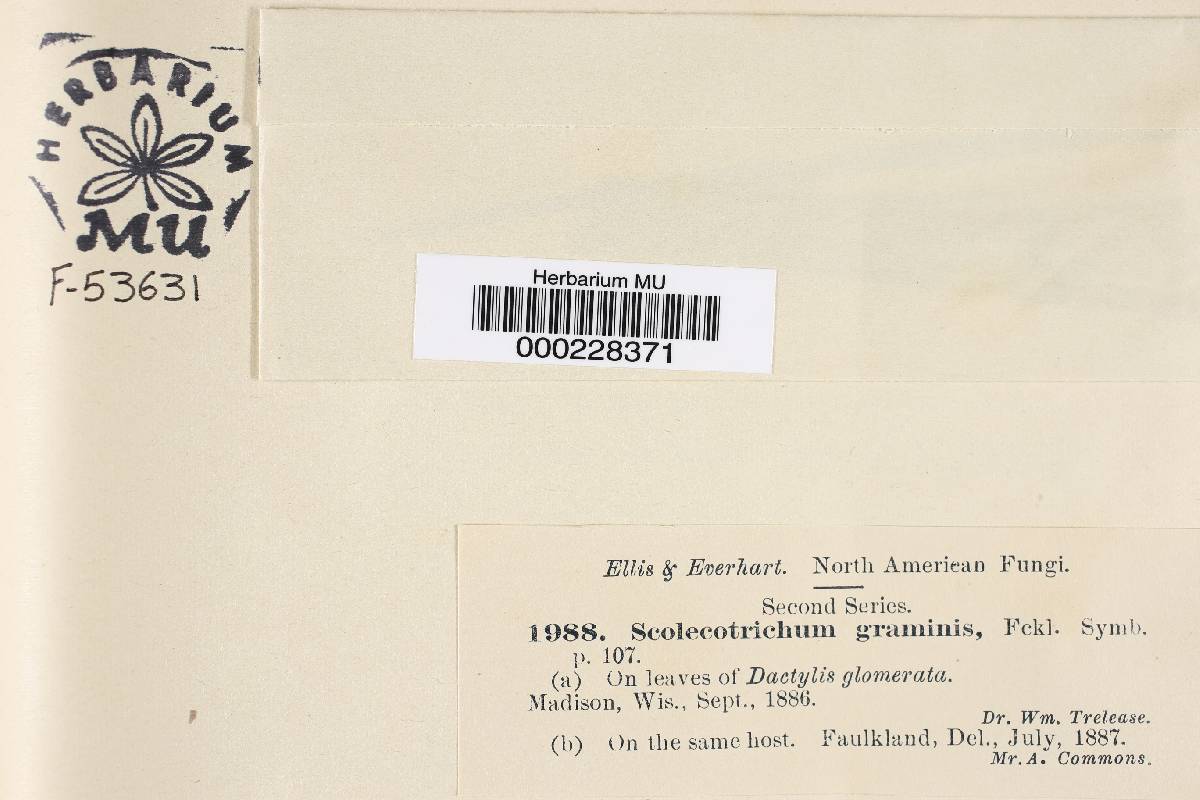 HERBARIUM
MU
F-53631
Herbarium MU
000228371
Ellis & Everhart. North American Fungi.
Second Series.
1988. Scolecotrichum graminis, Fckl. Symb.
p. 107.
(a) On leaves of Dactylis glomerata.
Madison, Wis., Sept., 1886.
Dr. Wm. Trelease.
(b) On the same host. Faulkland, Del., July, 1887.
Mr. A. Commons.